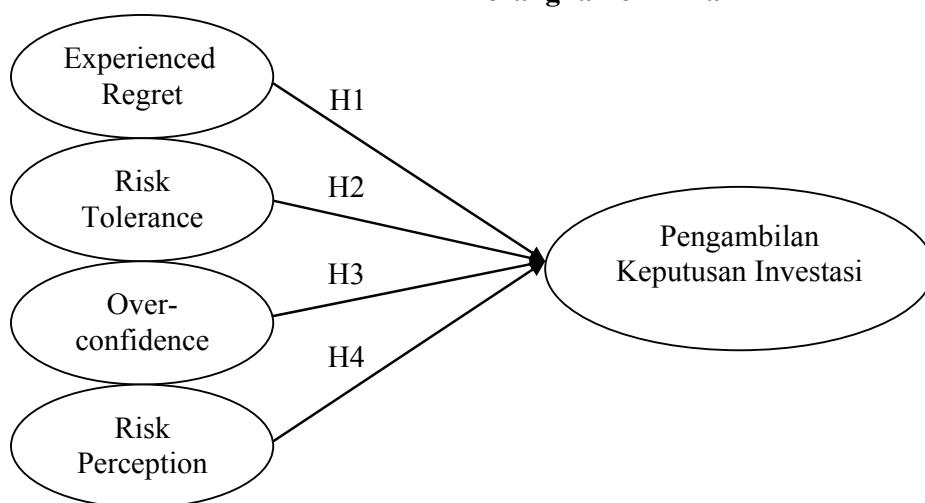 Experienced
Regret
H1
Risk
Tolerance
H2
Over-
confidence
H3
Risk
Perception
H4
Pengambilan
Keputusan Investasi